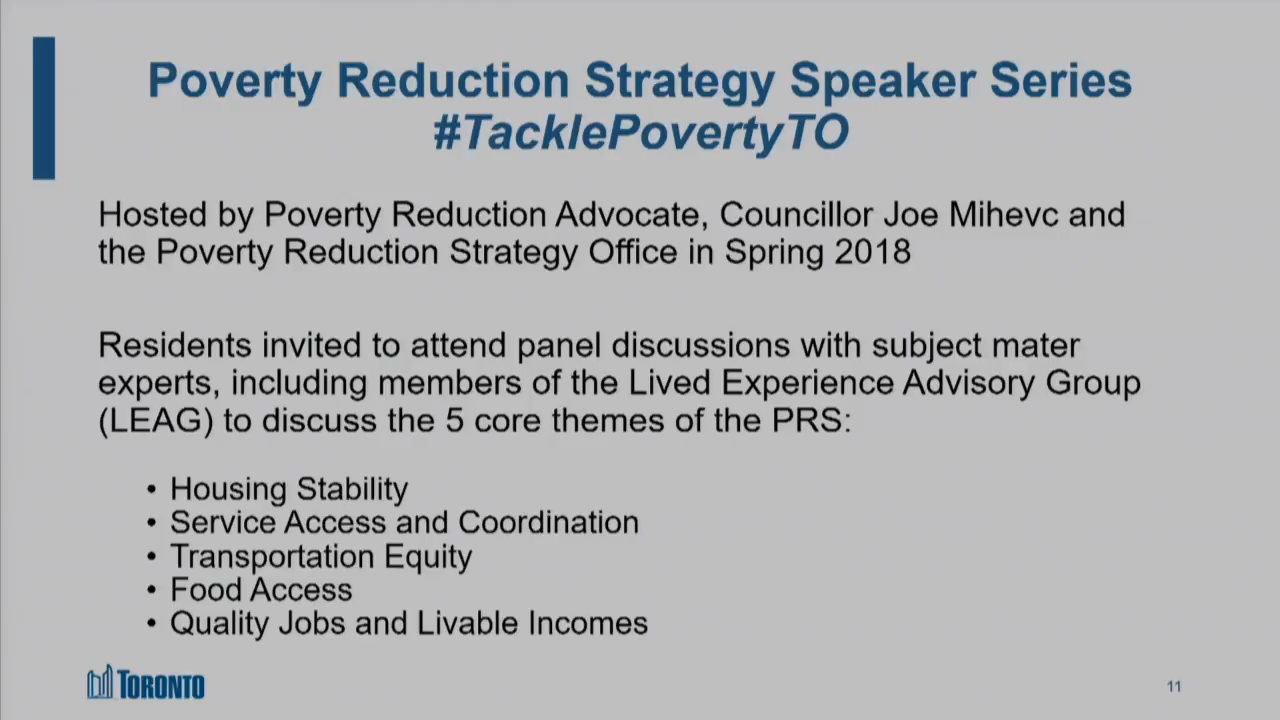 Poverty Reduction Strategy Speaker Series
#TacklePovertyTO
Hosted by Poverty Reduction Advocate, Councillor Joe Mihevc and
the Poverty Reduction Strategy Office in Spring 2018
Residents invited to attend panel discussions with subject mater
experts, including members of the Lived Experience Advisory Group
(LEAG) to discuss the 5 core themes of the PRS:
• Housing Stability
• Service Access and Coordination
• Transportation Equity
• Food Access
• Quality Jobs and Livable Incomes
TORONTO
11